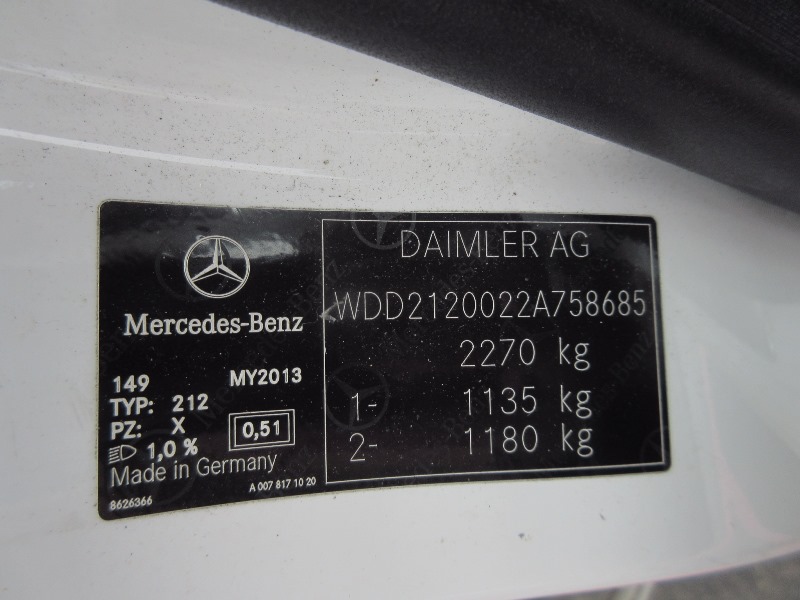 Mercedes-Benz
149 MY2013
TYP: 212
PZ: X
0,51
1,0 %
Made in Germany
8626366
A 007 817 10 20
DAIMLER AG
WDD2120022A758685
2270 kg
1- 1135 kg
2- 1180 kg